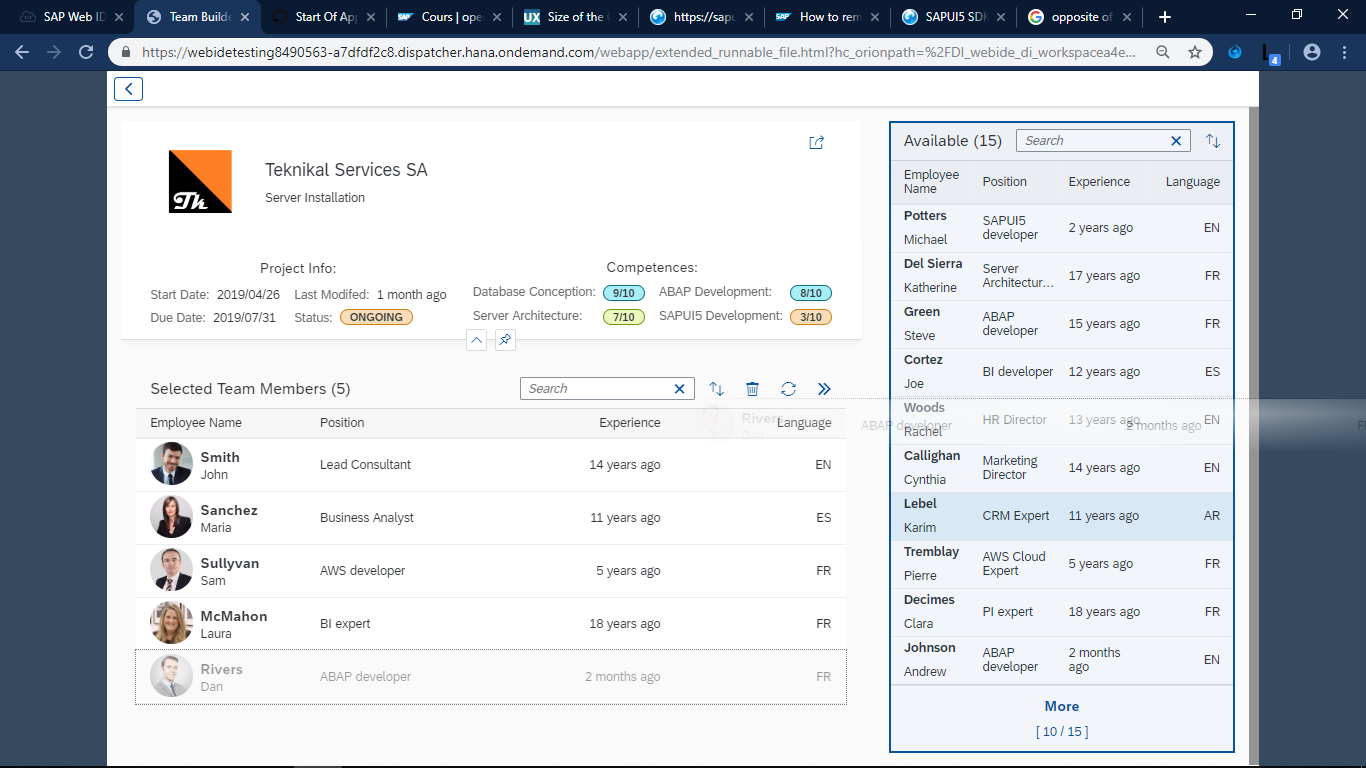 SAP Web ID
Team Builde
Start Of Ap
Cours | ope
Size of the
https://sapu
How to rem
SAPUI5 SDK
opposite of
https://webidetesting8490563-a7dfdf2c8.dispatcher.hana.ondemand.com/webapp/extended_runnable_file.html?hc_orionpath=%2FDI_webide_di_workspacea4e...
4
Th
Teknikal Services SA
Server Installation
Project Info:
Start Date: 2019/04/26 Last Modifed: 1 month ago
Due Date: 2019/07/31 Status: ONGOING
Competences:
Database Conception: 9/10 ABAP Development: 8/10
Server Architecture: 7/10 SAPUI5 Development: 3/10
Selected Team Members (5) Search
Employee Name Position Experience Language
Smith
John
Lead Consultant 14 years ago EN
Sanchez
Maria
Business Analyst 11 years ago ES
Sullyvan
Sam
AWS developer 5 years ago FR
McMahon
Laura
BI expert 18 years ago FR
Rivers
Dan
ABAP developer 2 months ago FR
Rivers
Dan
ABAP developer 2 months ago
Available (15) Search
Employee
Name
Position Experience Language
Potters
Michael
SAPUI5
developer
2 years ago EN
Del Sierra
Katherine
Server
Architectur...
17 years ago FR
Green
Steve
ABAP
developer
15 years ago FR
Cortez
Joe
BI developer 12 years ago ES
Woods
Rachel
HR Director 13 years ago EN
Callighan
Cynthia
Marketing
Director
14 years ago EN
Lebel
Karim
CRM Expert 11 years ago AR
Tremblay
Pierre
AWS Cloud
Expert
5 years ago FR
Decimes
Clara
PI expert 18 years ago FR
Johnson
Andrew
ABAP
developer
2 months
ago
EN
More
[ 10 / 15 ]